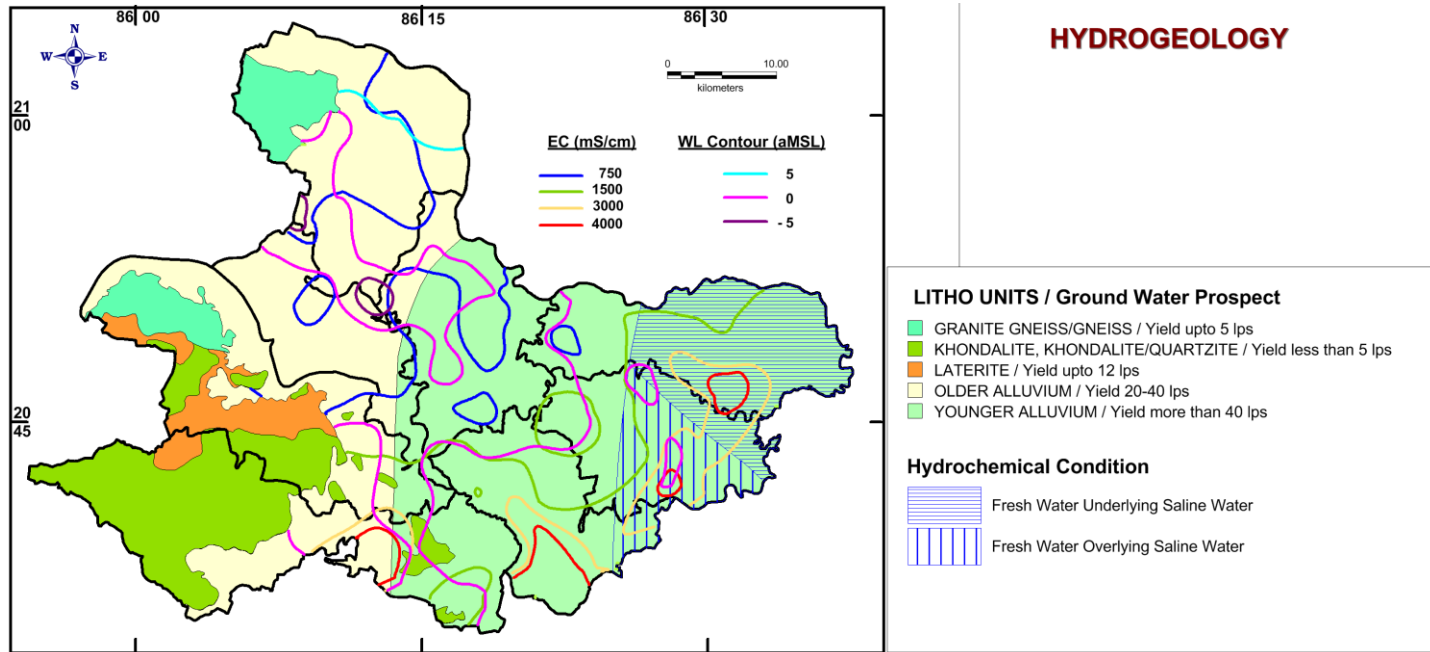 86 00
86 15
86 30
N
W E
S
21
00
20
45
0 10.00
kilometers
EC (mS/cm)
750
1500
3000
4000
WL Contour (aMSL)
5
0
- 5
HYDROGEOLOGY
LITHO UNITS / Ground Water Prospect
GRANITE GNEISS/GNEISS / Yield upto 5 lps
KHONDALITE, KHONDALITE/QUARTZITE / Yield less than 5 lps
LATERITE / Yield upto 12 lps
OLDER ALLUVIUM / Yield 20-40 lps
YOUNGER ALLUVIUM / Yield more than 40 lps
Hydrochemical Condition
Fresh Water Underlying Saline Water
Fresh Water Overlying Saline Water